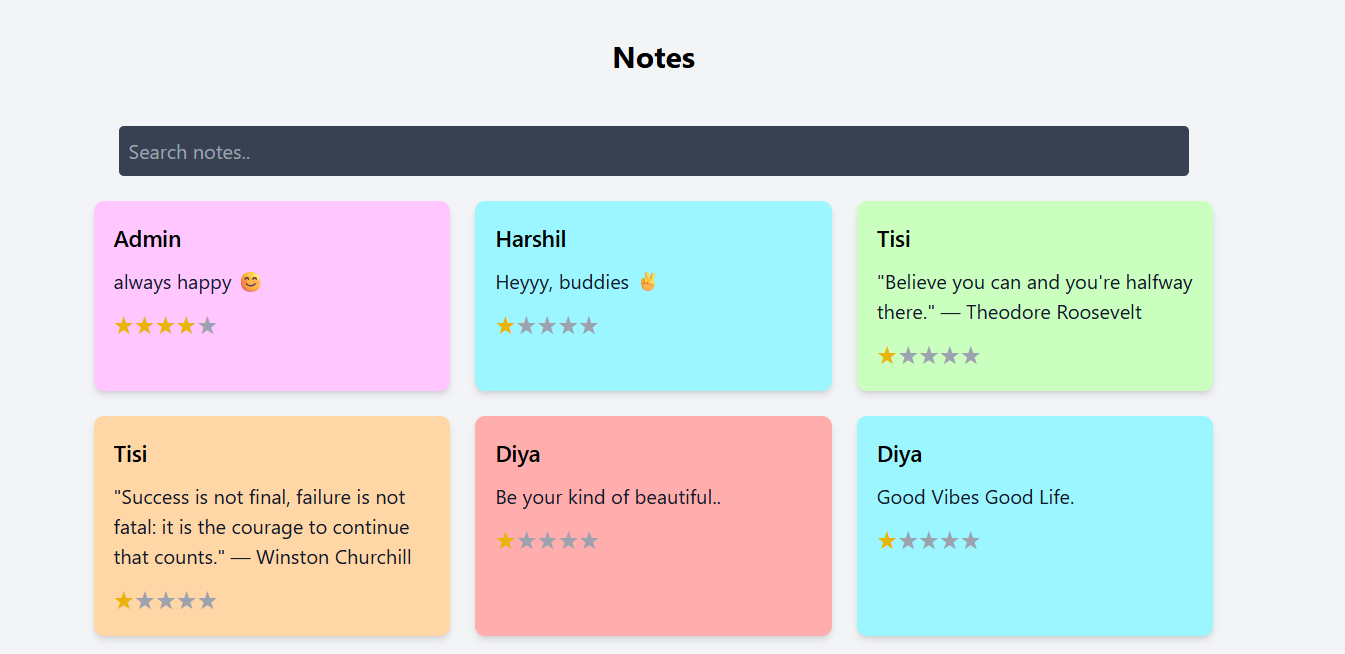 Notes
Search notes..
Admin
always happy 😊
★★★★★
Harshil
Heyyy, buddies ✌
★★★★★
Tisi
"Believe you can and you're halfway
there." — Theodore Roosevelt
★★★★★
Tisi
"Success is not final, failure is not
fatal: it is the courage to continue
that counts." — Winston Churchill
★★★★★
Diya
Be your kind of beautiful..
★★★★★
Diya
Good Vibes Good Life.
★★★★★